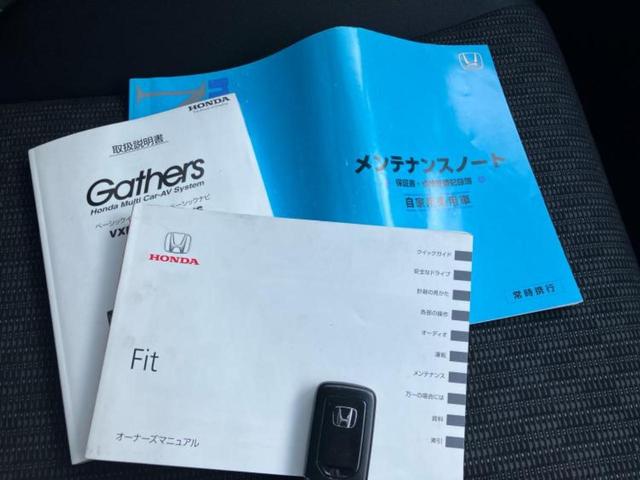 HONDA
取扱説明書
Gathers
Honda Multi Car-AV System
メンテナンスノート
自家用乗用車
常時携行
HONDA
Fit
オーナーズマニュアル
クイックガイド
安全なドライブ
計器の見かた
各部の操作
オーディオ
運転
メンテナンス
万一の場合には
資料
索引